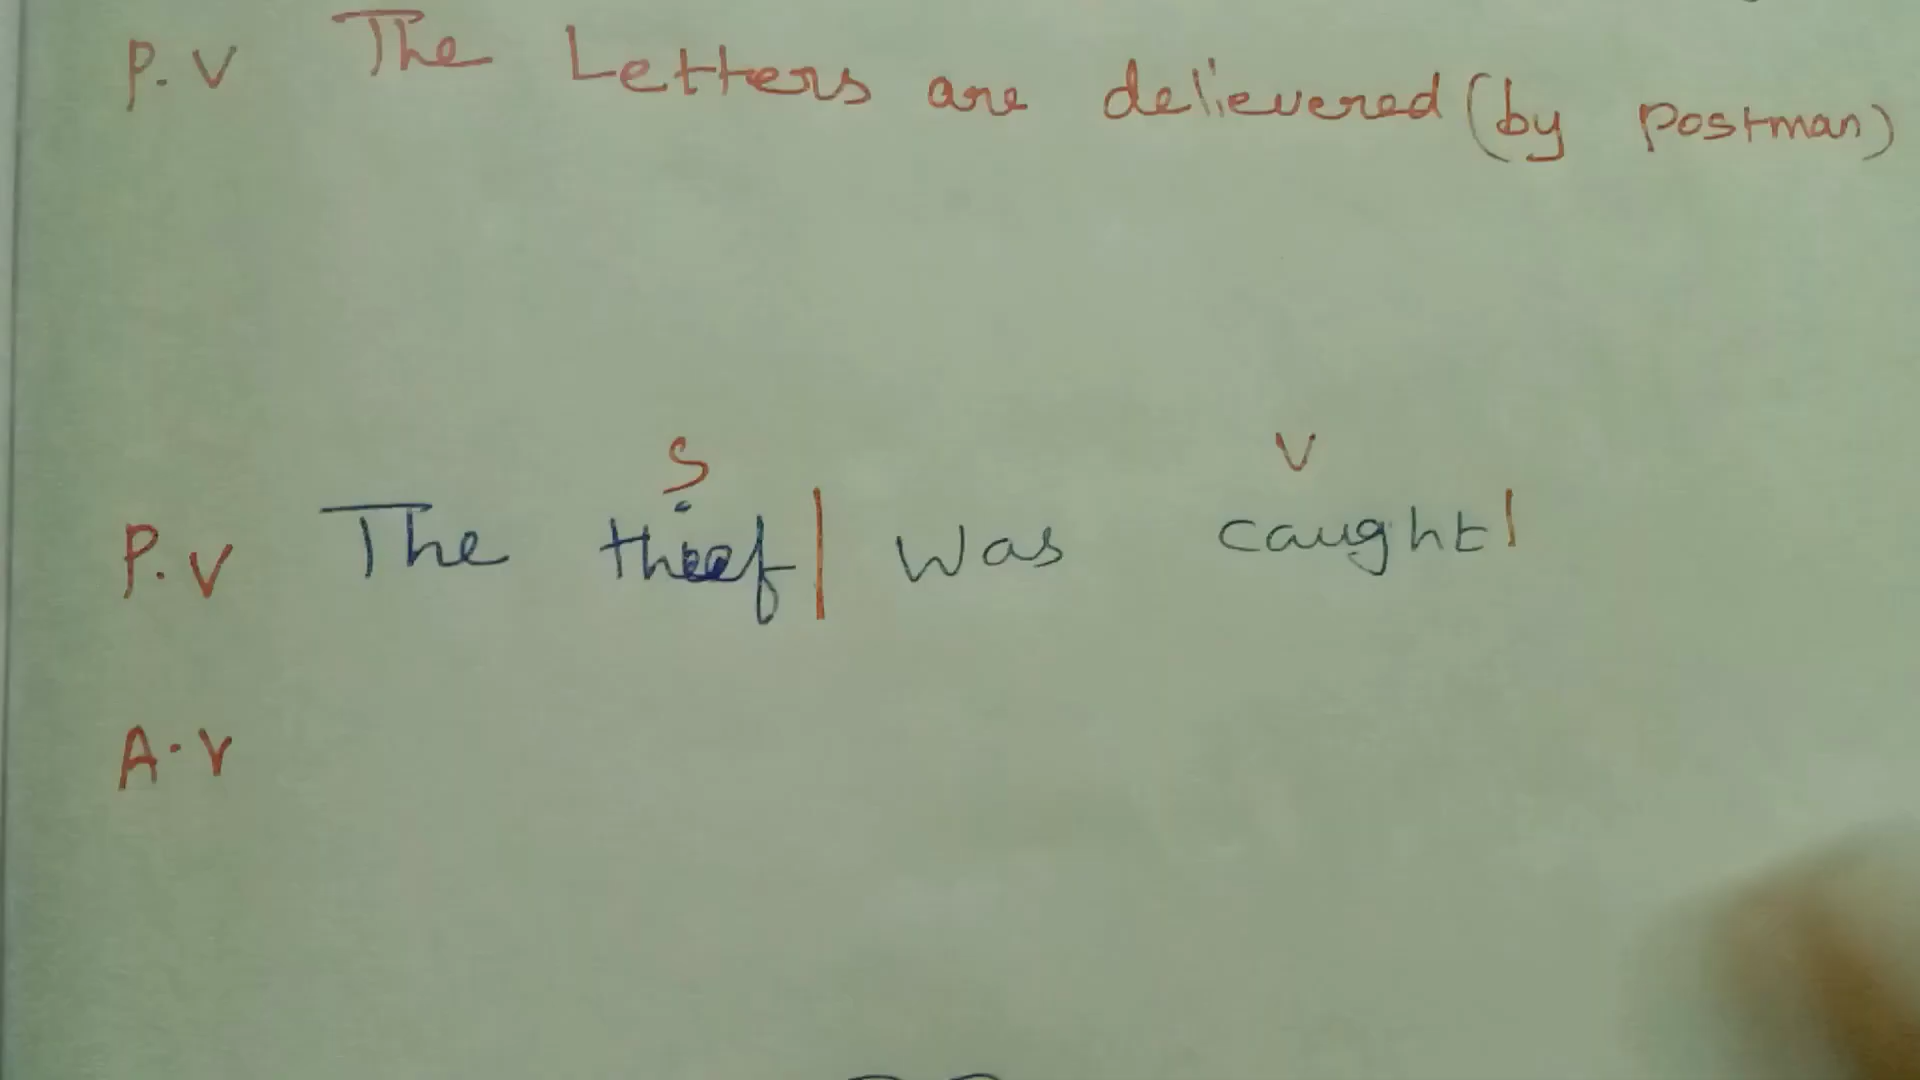 P.V The Letters are delievered (by postman)
S V
P.V The thief | was caught |
A.V